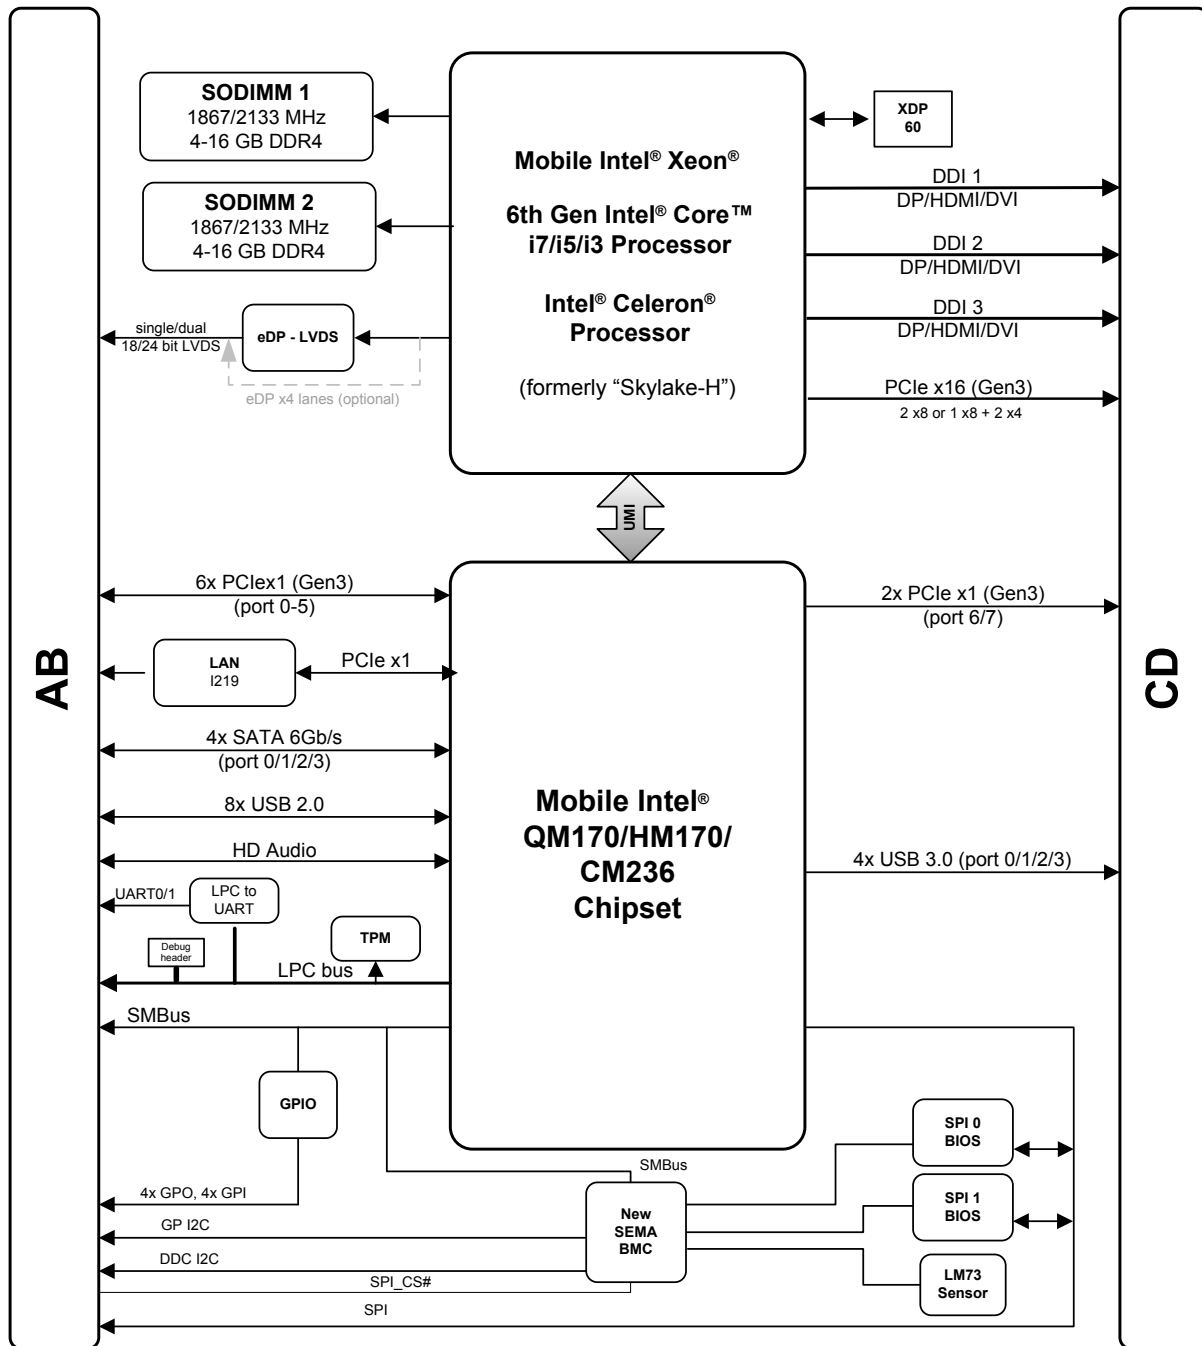 AB
CD
SODIMM 1
1867/2133 MHz
4-16 GB DDR4
SODIMM 2
1867/2133 MHz
4-16 GB DDR4
single/dual
18/24 bit LVDS
eDP - LVDS
eDP x4 lanes (optional)
Mobile Intel® Xeon®
6th Gen Intel® Core™
i7/i5/i3 Processor
Intel® Celeron®
Processor
(formerly “Skylake-H”)
XDP
60
DDI 1
DP/HDMI/DVI
DDI 2
DP/HDMI/DVI
DDI 3
DP/HDMI/DVI
PCIe x16 (Gen3)
2 x8 or 1 x8 + 2 x4
UMI
6x PCIex1 (Gen3)
(port 0-5)
LAN
I219
PCIe x1
4x SATA 6Gb/s
(port 0/1/2/3)
8x USB 2.0
HD Audio
UART0/1
LPC to
UART
Debug
header
TPM
LPC bus
SMBus
GPIO
4x GPO, 4x GPI
GP I2C
DDC I2C
SPI_CS#
SPI
Mobile Intel®
QM170/HM170/
CM236
Chipset
2x PCIe x1 (Gen3)
(port 6/7)
4x USB 3.0 (port 0/1/2/3)
SMBus
New
SEMA
BMC
SPI 0
BIOS
SPI 1
BIOS
LM73
Sensor